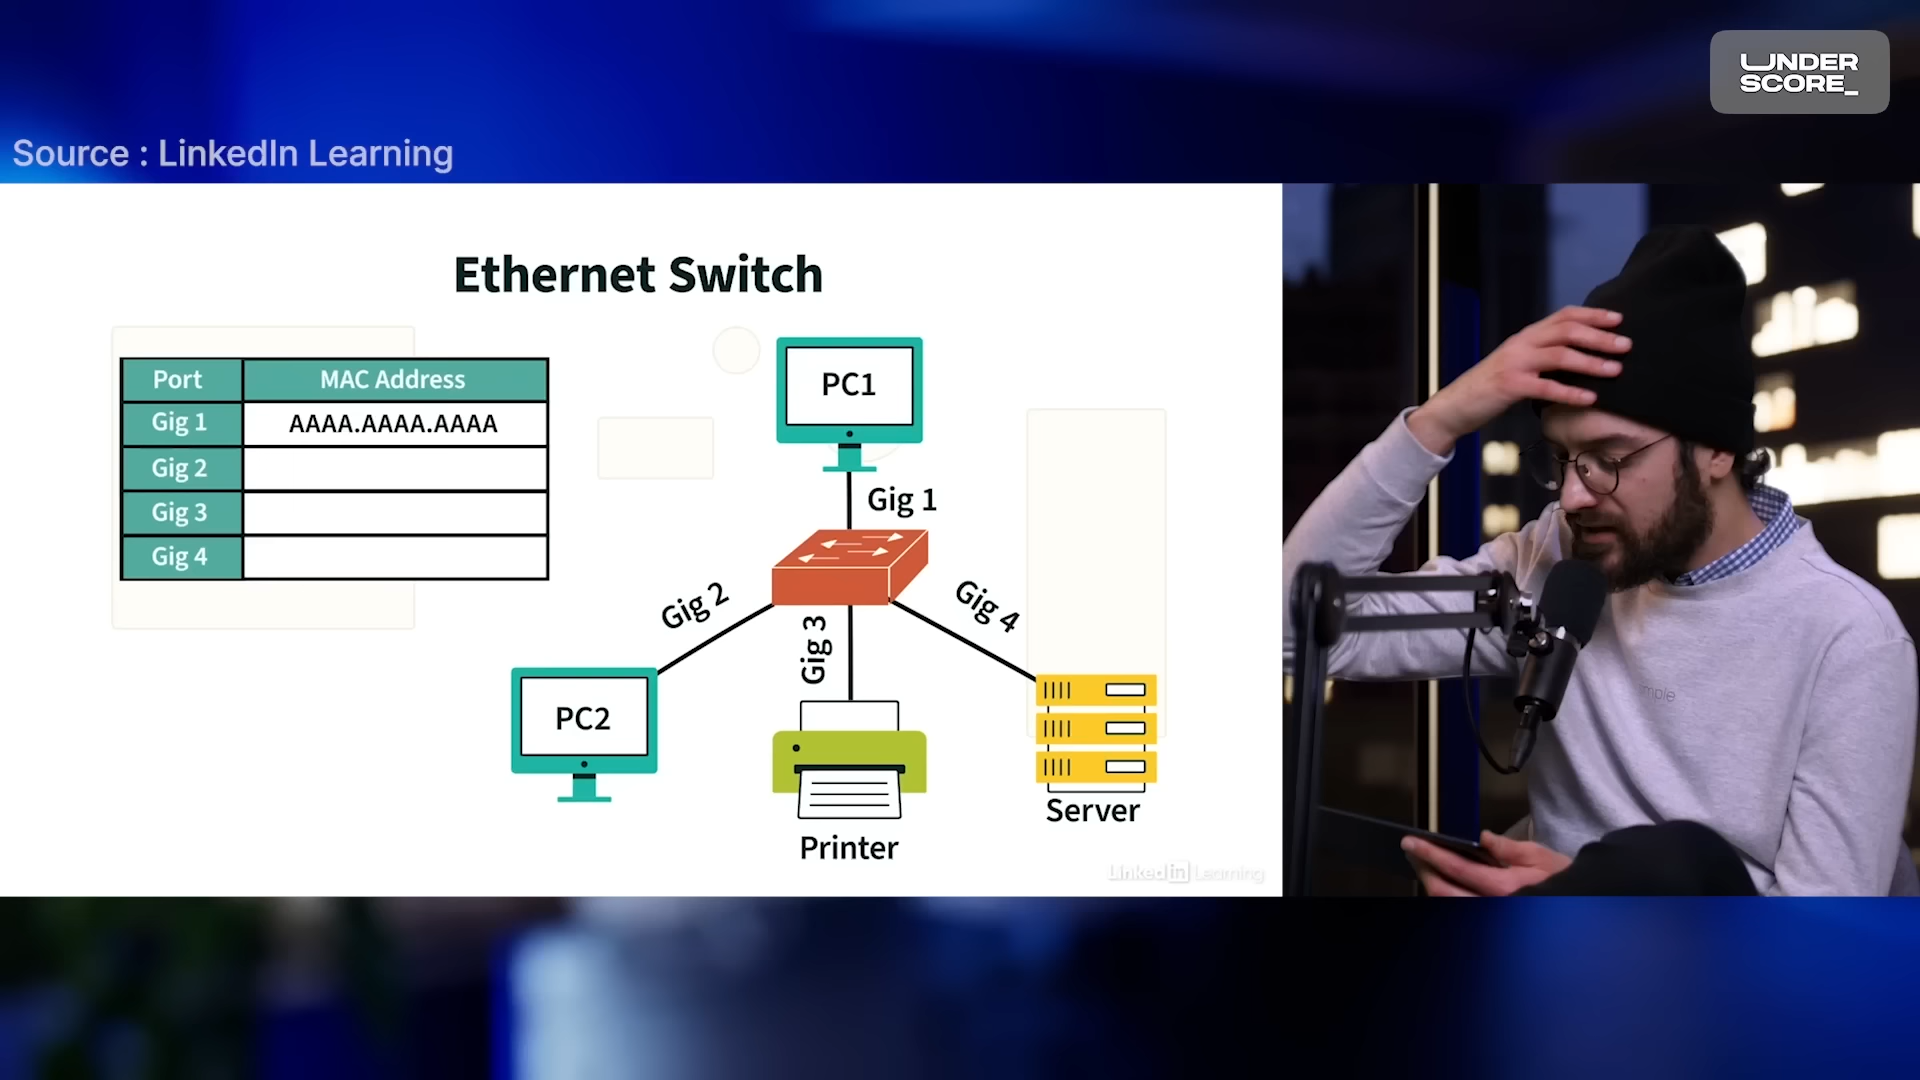 UNDER
SCORE_
Source : LinkedIn Learning
Ethernet Switch
Port MAC Address
Gig 1 AAAA.AAAA.AAAA
Gig 2
Gig 3
Gig 4
PC1
Gig 1
Gig 2
Gig 3
Gig 4
PC2
Printer
Server
LinkedIn Learning